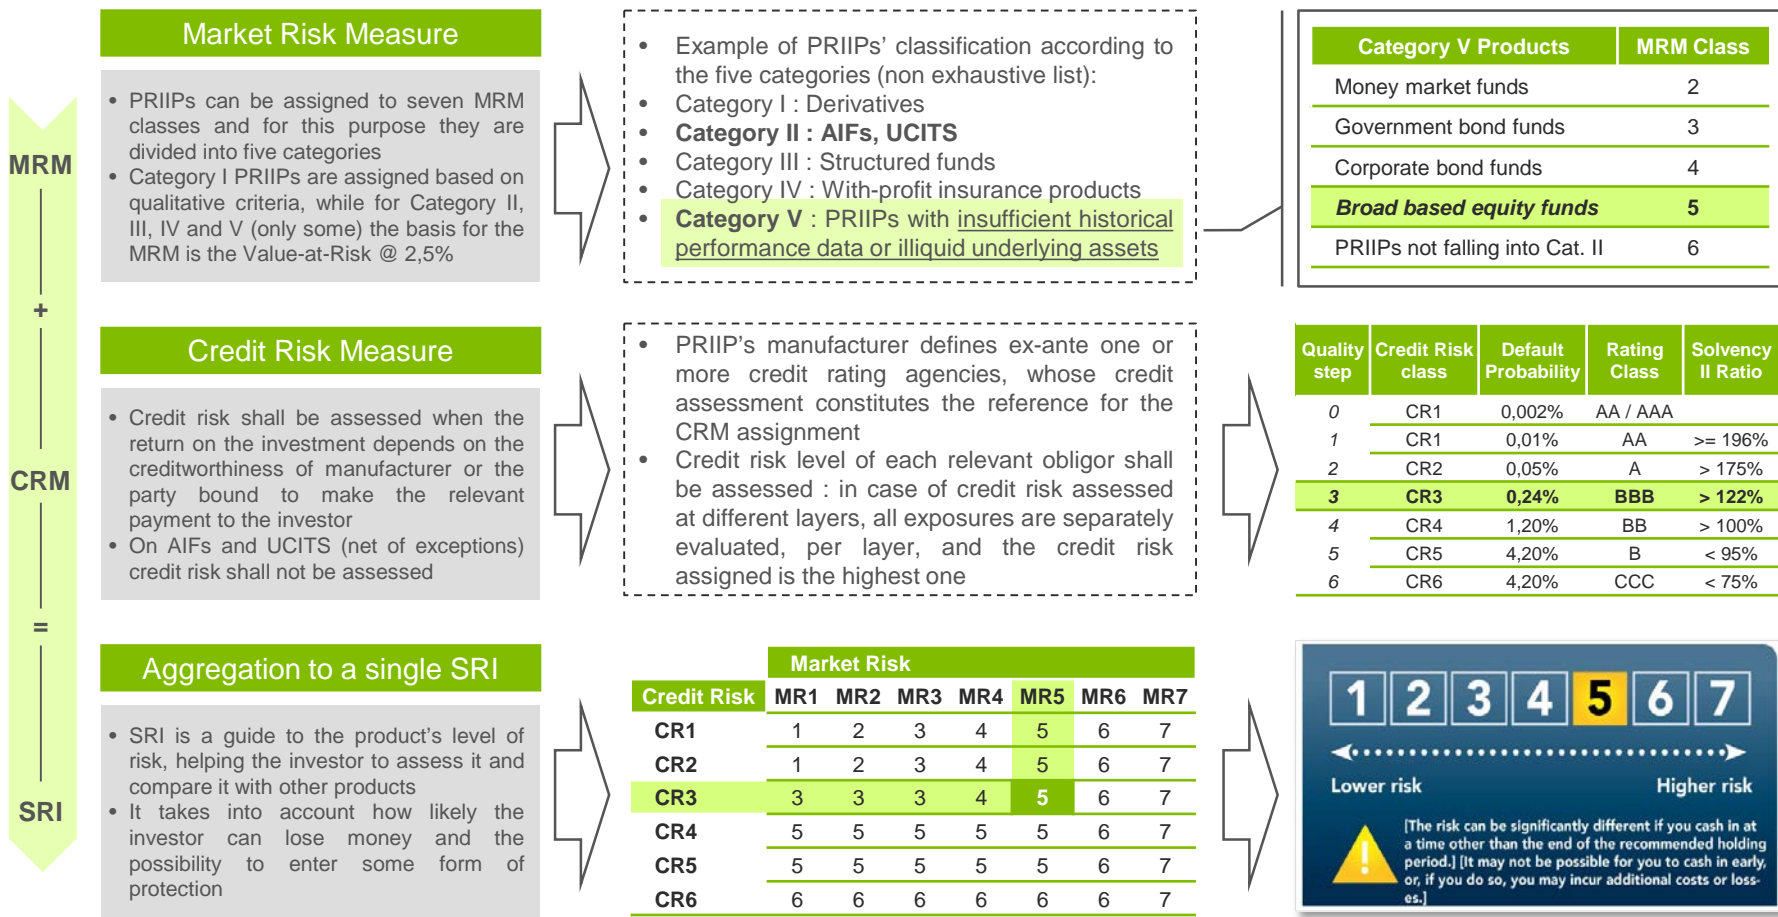 MRM
+
CRM
=
SRI
Market Risk Measure
• PRIIPs can be assigned to seven MRM
classes and for this purpose they are
divided into five categories
• Category I PRIIPs are assigned based on
qualitative criteria, while for Category II,
III, IV and V (only some) the basis for the
MRM is the Value-at-Risk @ 2,5%
• Example of PRIIPs' classification according to
the five categories (non exhaustive list):
• Category I : Derivatives
• Category II : AIFs, UCITS
• Category III : Structured funds
• Category IV : With-profit insurance products
• Category V : PRIIPs with insufficient historical
performance data or illiquid underlying assets
Category V Products MRM Class
Money market funds 2
Government bond funds 3
Corporate bond funds 4
Broad based equity funds 5
PRIIPs not falling into Cat. II 6
Credit Risk Measure
• Credit risk shall be assessed when the
return on the investment depends on the
creditworthiness of manufacturer or the
party bound to make the relevant
payment to the investor
• On AIFs and UCITS (net of exceptions)
credit risk shall not be assessed
• PRIIP's manufacturer defines ex-ante one or
more credit rating agencies, whose credit
assessment constitutes the reference for the
CRM assignment
• Credit risk level of each relevant obligor shall
be assessed : in case of credit risk assessed
at different layers, all exposures are separately
evaluated, per layer, and the credit risk
assigned is the highest one
Quality Credit Risk Default Rating Solvency
step class Probability Class II Ratio
0 CR1 0,002% AA / AAA
1 CR1 0,01% AA >= 196%
2 CR2 0,05% A > 175%
3 CR3 0,24% BBB > 122%
4 CR4 1,20% BB > 100%
5 CR5 4,20% B < 95%
6 CR6 4,20% CCC < 75%
Aggregation to a single SRI
• SRI is a guide to the product's level of
risk, helping the investor to assess it and
compare it with other products
• It takes into account how likely the
investor can lose money and the
possibility to enter some form of
protection
Market Risk
Credit Risk MR1 MR2 MR3 MR4 MR5 MR6 MR7
CR1 1 2 3 4 5 6 7
CR2 1 2 3 4 5 6 7
CR3 3 3 3 4 5 6 7
CR4 5 5 5 5 5 6 7
CR5 5 5 5 5 5 6 7
CR6 6 6 6 6 6 6 7
1 2 3 4 5 6 7
Lower risk Higher risk
[The risk can be significantly different if you cash in at
a time other than the end of the recommended holding
period.] [It may not be possible for you to cash in early,
or, if you do so, you may incur additional costs or loss-
es.]